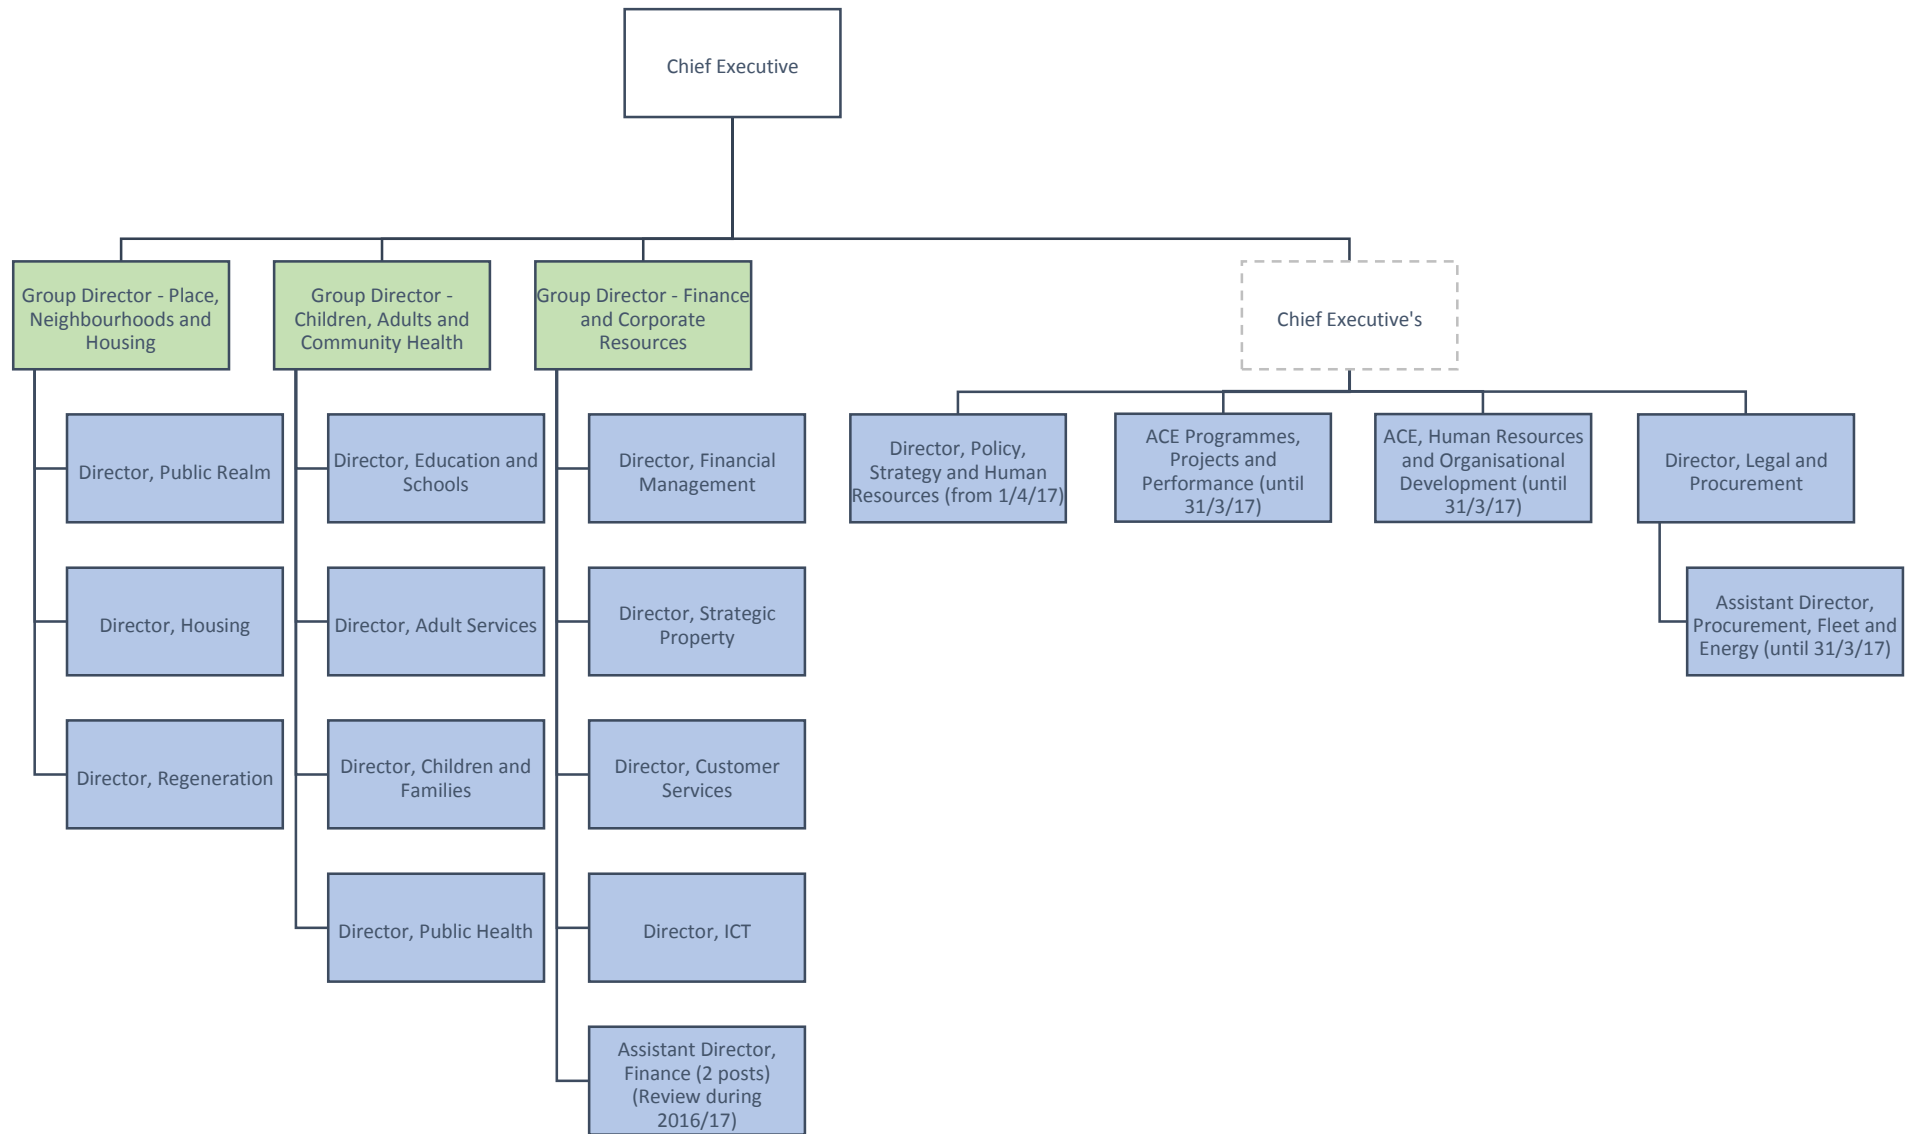 Chief Executive
Group Director - Place,
Neighbourhoods and
Housing
Group Director -
Children, Adults and
Community Health
Group Director - Finance
and Corporate
Resources
Chief Executive's
Director, Public Realm
Director, Housing
Director, Regeneration
Director, Education and
Schools
Director, Adult Services
Director, Children and
Families
Director, Public Health
Director, Financial
Management
Director, Strategic
Property
Director, Customer
Services
Director, ICT
Assistant Director,
Finance (2 posts)
(Review during
2016/17)
Director, Policy,
Strategy and Human
Resources (from 1/4/17)
ACE Programmes,
Projects and
Performance (until
31/3/17)
ACE, Human Resources
and Organisational
Development (until
31/3/17)
Director, Legal and
Procurement
Assistant Director,
Procurement, Fleet and
Energy (until 31/3/17)